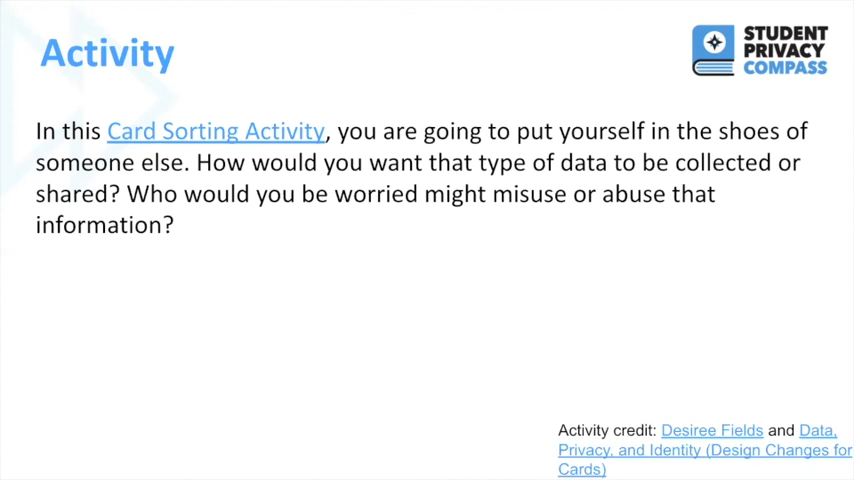 Activity
STUDENT
PRIVACY
COMPASS
In this Card Sorting Activity, you are going to put yourself in the shoes of
someone else. How would you want that type of data to be collected or
shared? Who would you be worried might misuse or abuse that
information?
Activity credit: Desiree Fields and Data,
Privacy, and Identity (Design Changes for
Cards)